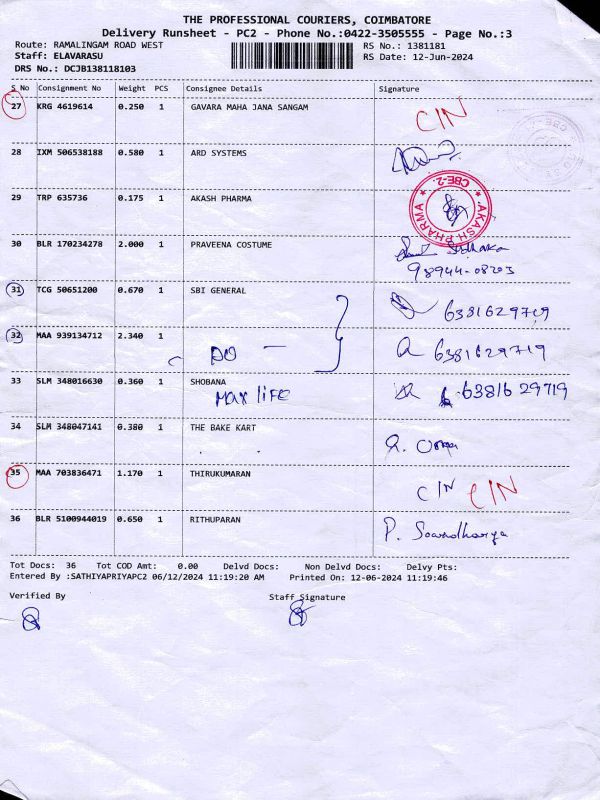 THE PROFESSIONAL COURIERS, COIMBATORE
Delivery Runsheet - PC2 - Phone No.:0422-3505555 - Page No.:3
Route: RAMALINGAM ROAD WEST RS No.: 1381181
Staff: ELAVARASU RS Date: 12-Jun-2024
DRS No.: DCJB138118103
S No Consignment No Weight PCS Consignee Details Signature
27 KRG 4619614 0.250 1 GAVARA MAHA JANA SANGAM C/N
28 IXM 506538188 0.580 1 ARD SYSTEMS
29 TRP 635736 0.175 1 AKASH PHARMA
AKASH PHARMA CBE-2.
30 BLR 170234278 2.000 1 PRAVEENA COSTUME
98944-08203
31 TCG 50651200 0.670 1 SBI GENERAL 6381629719
32 MAA 939134712 2.340 1 DO 6381629719
33 SLM 348016630 0.360 1 SHOBANA 6381629719
Max liFe
34 SLM 348047141 0.380 1 THE BAKE KART
35 MAA 703836471 1.170 1 THIRUKUMARAN C/N C/N
36 BLR 5100944019 0.650 1 RITHUPARAN P. Soundharya
Tot Docs: 36 Tot COD Amt: 0.00 Delvd Docs: Non Delvd Docs: Delvy Pts:
Entered By :SATHIYAPRIYAPC2 06/12/2024 11:19:20 AM Printed On: 12-06-2024 11:19:46
Verified By Staff Signature